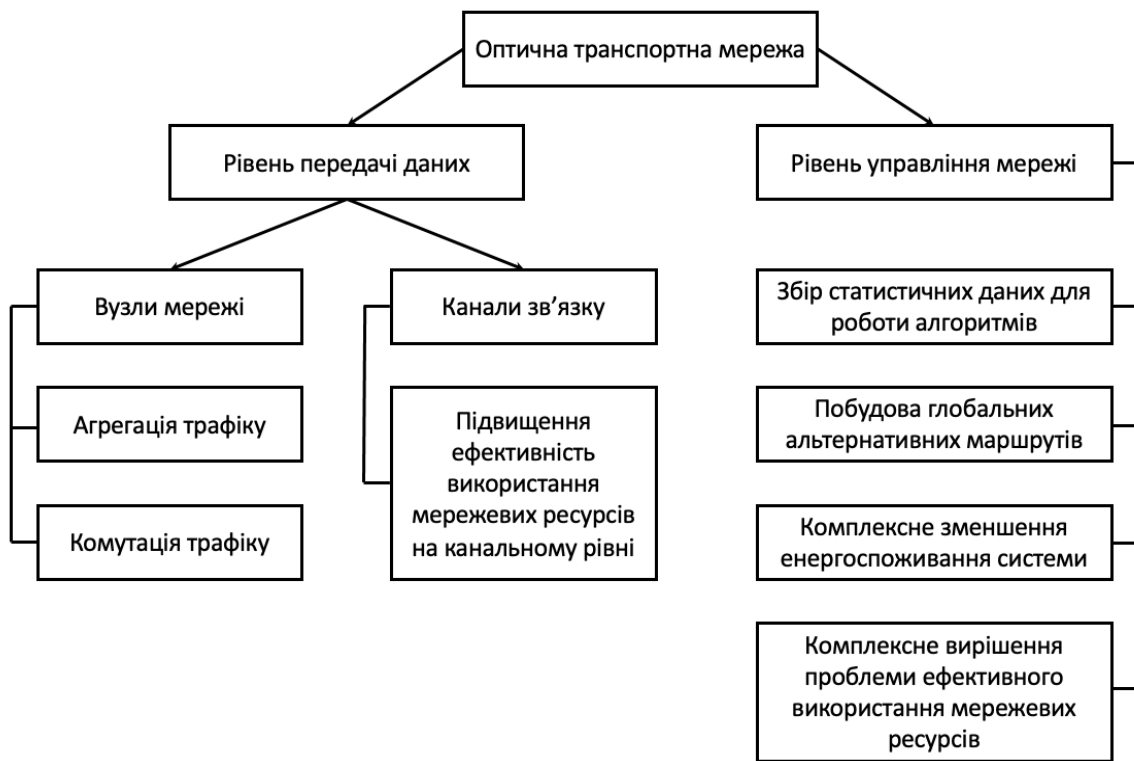 Оптична транспортна мережа
Рівень передачі даних
Рівень управління мережі
Вузли мережі
Канали зв’язку
Збір статистичних даних для
роботи алгоритмів
Агрегація трафіку
Підвищення
ефективність
використання
мережевих ресурсів
на канальному рівні
Побудова глобальних
альтернативних маршрутів
Комутація трафіку
Комплексне зменшення
енергоспоживання системи
Комплексне вирішення
проблеми ефективного
використання мережевих
ресурсів